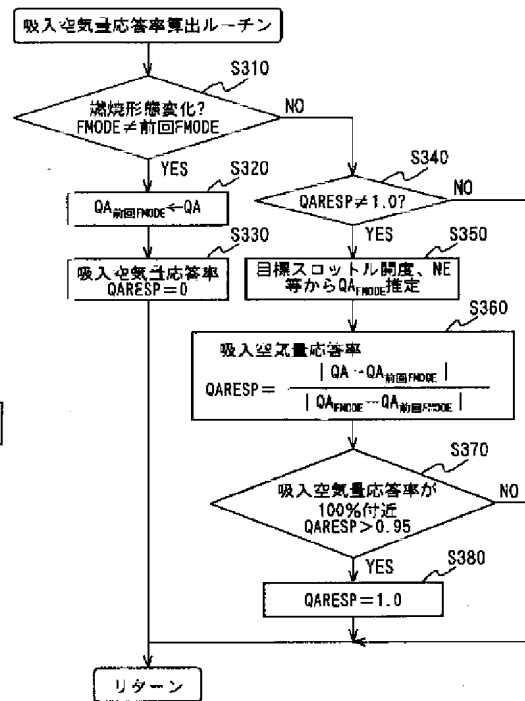 吸入空気量応答率算出ルーチン
S310
燃焼形態変化?
FMODE≠前回FMODE
NO
YES
S320
QA前回FMODE←QA
S330
吸入空気量応答率
QARESP=0
S340
QARESP≠1.0?
NO
YES
S350
目標スロットル開度、NE
等からQAFMODE推定
S360
吸入空気量応答率
QARESP= |QA-QA前回FMODE| / |QAFMODE-QA前回FMODE|
S370
吸入空気量応答率が
100%付近
QARESP>0.95
NO
YES
S380
QARESP=1.0
リターン